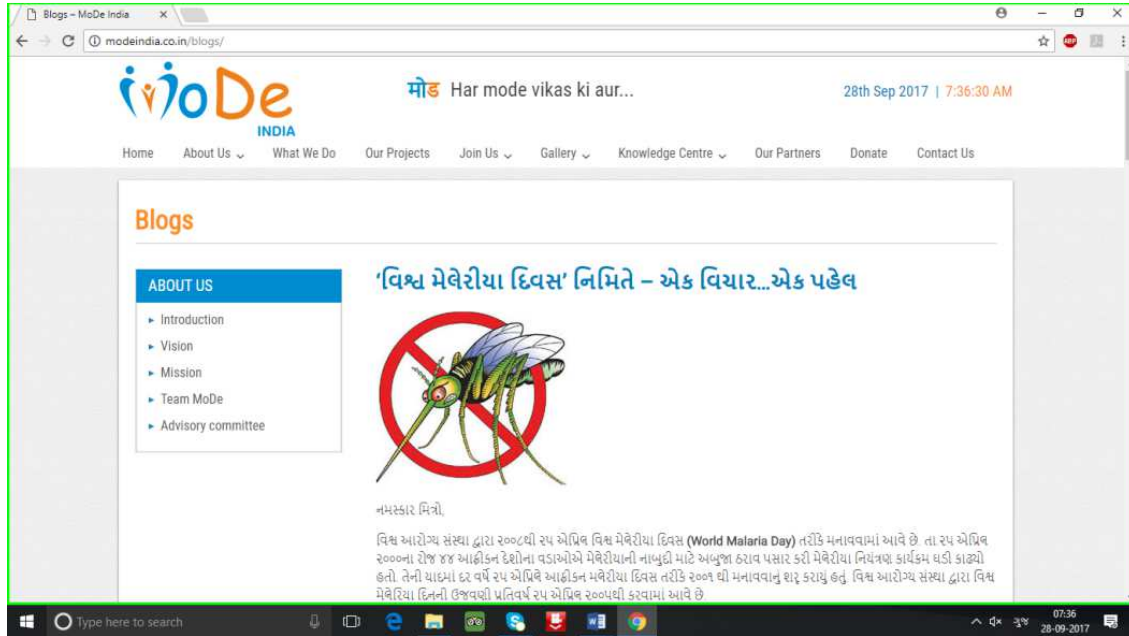 Blogs – MoDe India
modeindia.co.in/blogs/
MoDe
INDIA
मोड Har mode vikas ki aur...
28th Sep 2017 | 7:36:30 AM
Home About Us What We Do Our Projects Join Us Gallery Knowledge Centre Our Partners Donate Contact Us
Blogs
ABOUT US
Introduction
Vision
Mission
Team MoDe
Advisory committee
‘વિશ્વ મેલેરીયા દિવસ’ નિમિતે – એક વિચાર...એક પહેલ
નમસ્કાર મિત્રો,
વિશ્વ આરોગ્ય સંસ્થા દ્વારા ૨૦૦૮થી ૨૫ એપ્રિલ વિશ્વ મેલેરીયા દિવસ (World Malaria Day) તરીકે મનાવવામાં આવે છે. તા ૨૫ એપ્રિલ
૨૦૦૦ના રોજ ૪૪ આફ્રીકન દેશોના વડાઓએ મેલેરીયાની નાબુદી માટે અબુજા ઠરાવ પસાર કરી મેલેરીયા નિયંત્રણ કાર્યક્રમ ઘડી કાઢ્યો
હતો. તેની યાદમાં દર વર્ષે ૨૫ એપ્રિલે આફ્રીકન મલેરીયા દિવસ તરીકે ૨૦૦૧ થી મનાવવાનું શરૂ કરાયું હતું. વિશ્વ આરોગ્ય સંસ્થા દ્વારા વિશ્વ
મેલેરિયા દિનની ઉજવણી પ્રતિવર્ષ ૨૫ એપ્રિલ ૨૦૦૫થી કરવામાં આવે છે.
Type here to search
07:36
28-09-2017